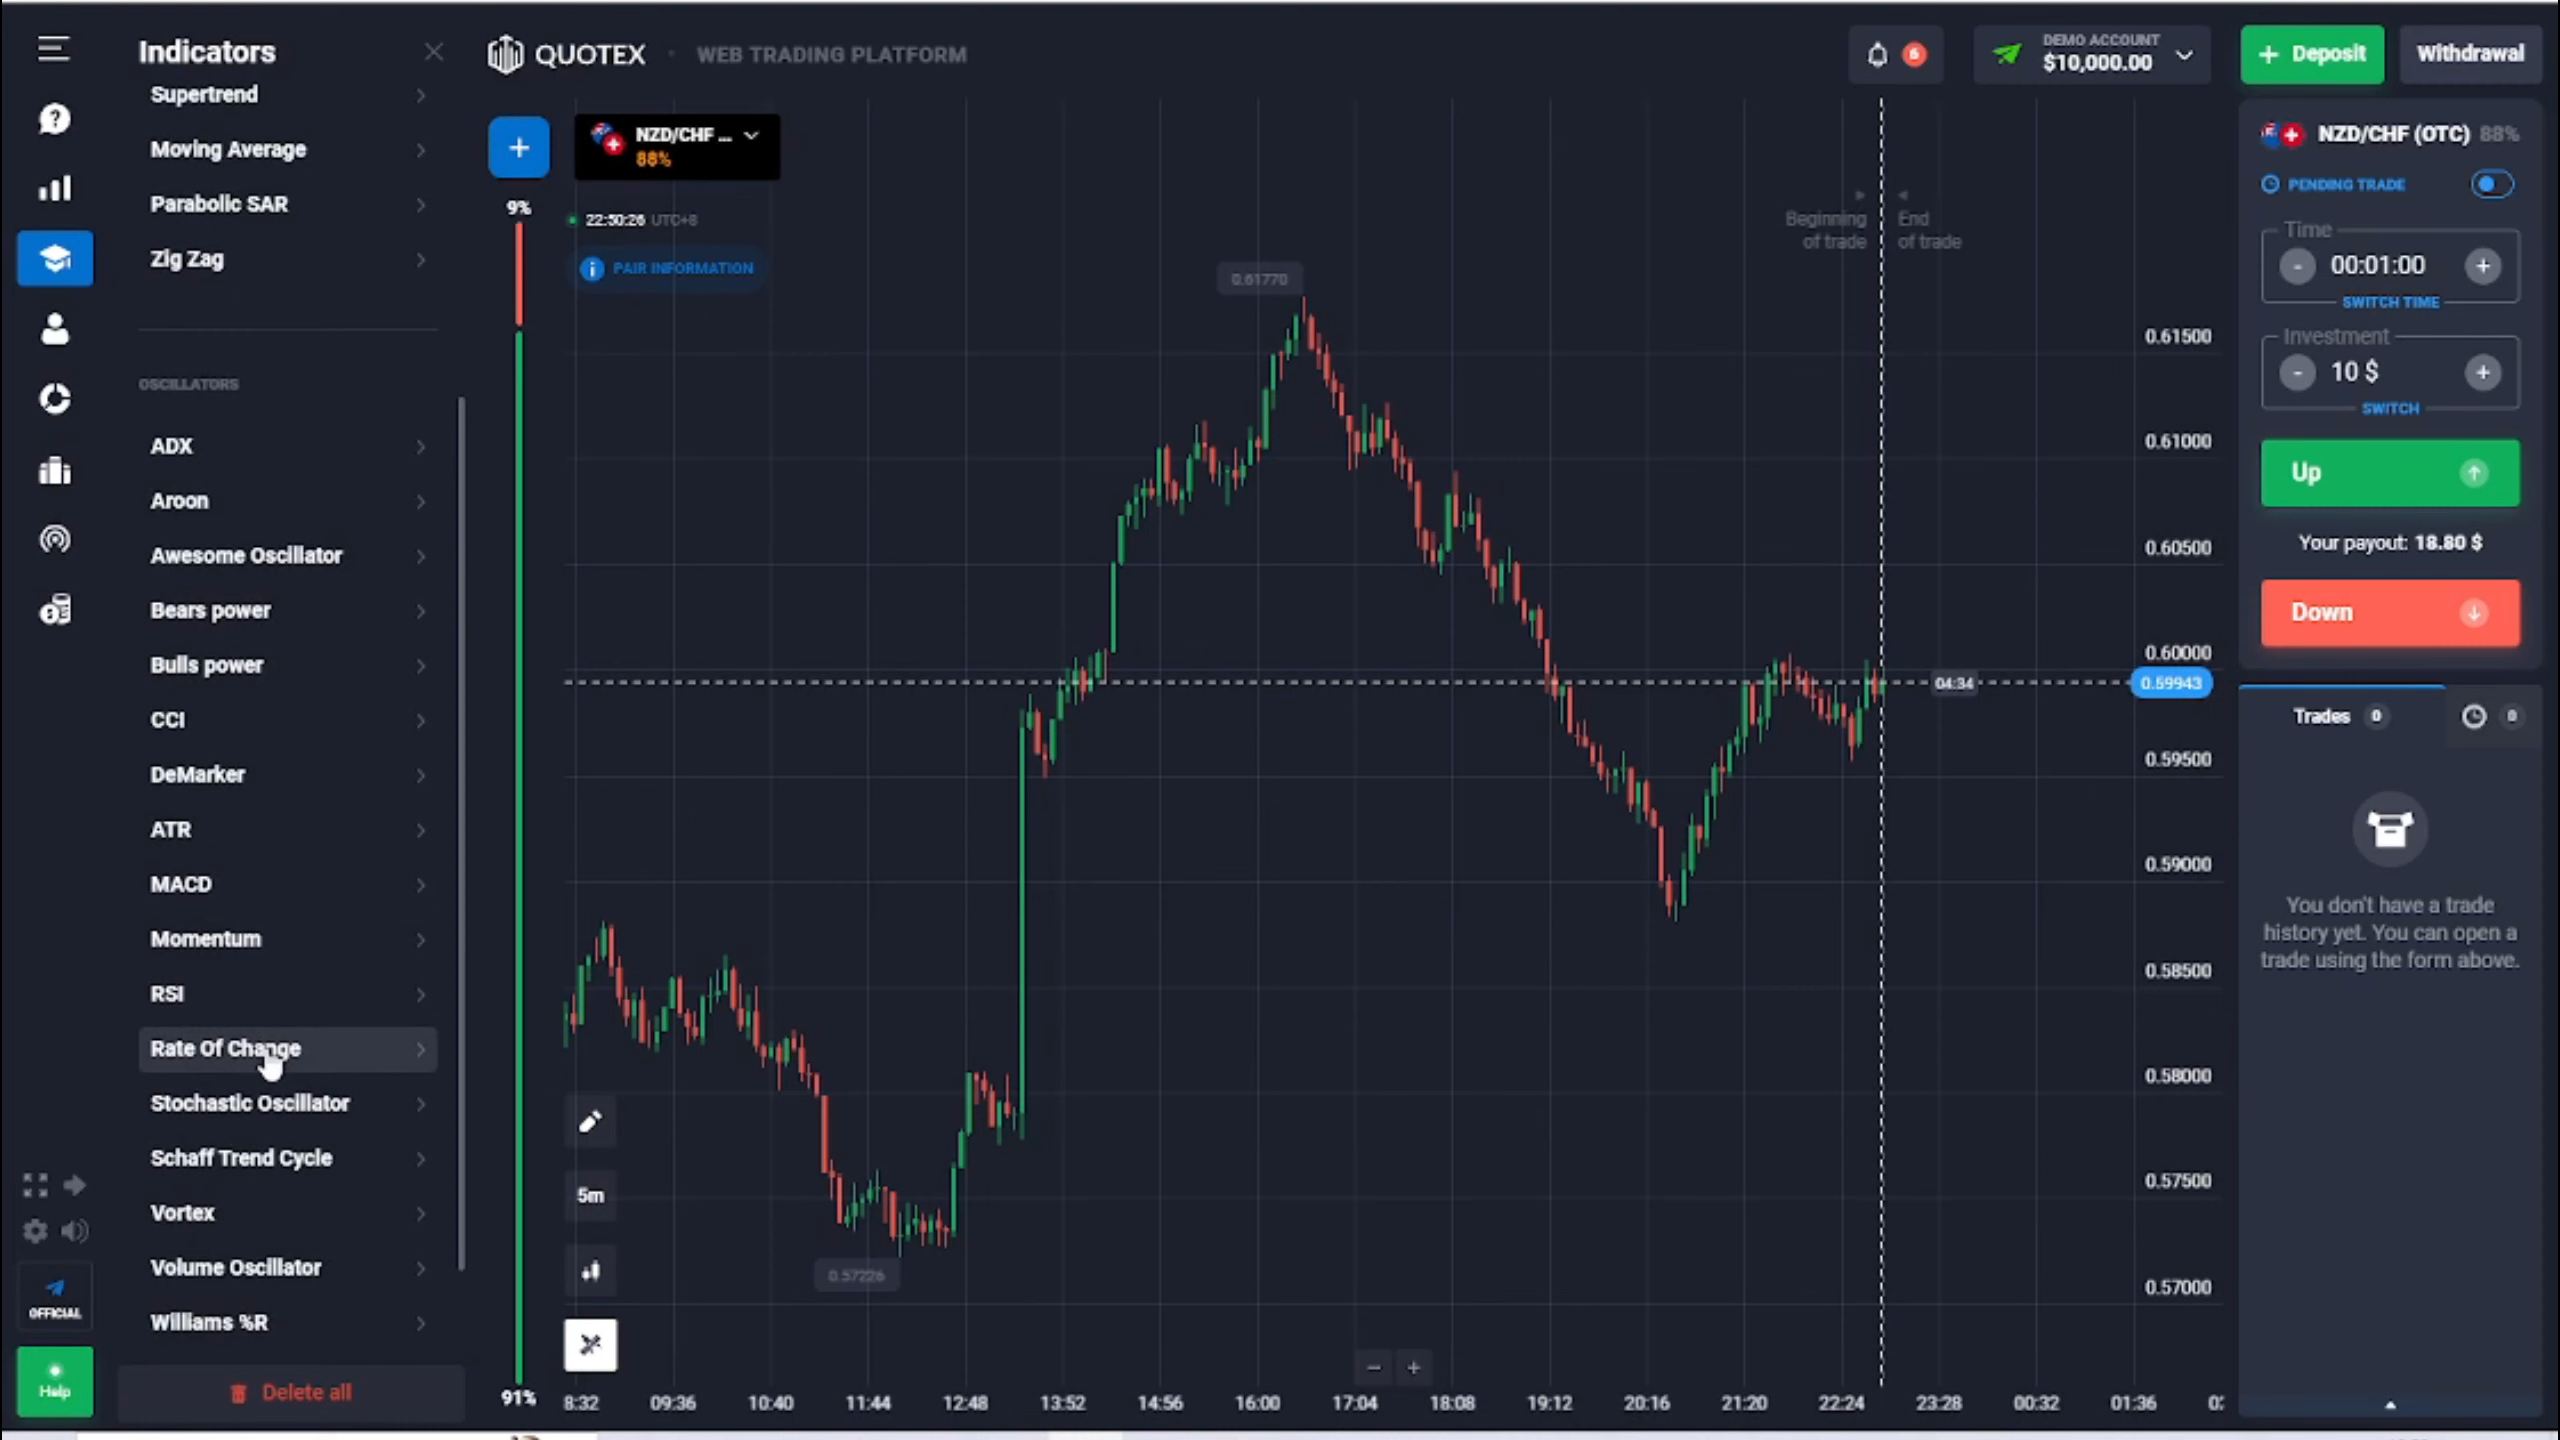 Indicators
Supertrend
Moving Average
Parabolic SAR
Zig Zag
OSCILLATORS
ADX
Aroon
Awesome Oscillator
Bears power
Bulls power
CCI
DeMarker
ATR
MACD
Momentum
RSI
Rate Of Change
Stochastic Oscillator
Schaff Trend Cycle
Vortex
Volume Oscillator
Williams %R
Delete all
OFFICIAL
Help
QUOTEX
WEB TRADING PLATFORM
6
DEMO ACCOUNT
$10,000.00
+ Deposit
Withdrawal
+
NZD/CHF ...
88%
9%
22:50:26 UTC+8
PAIR INFORMATION
Beginning
of trade
End
of trade
0.61770
0.61500
0.61000
0.60500
0.60000
04:34
0.59943
0.59500
0.59000
0.58500
0.58000
0.57500
0.57000
0.57226
5m
91%
8:32 09:36 10:40 11:44 12:48 13:52 14:56 16:00 17:04 18:08 19:12 20:16 21:20 22:24 23:28 00:32 01:36
NZD/CHF (OTC) 88%
PENDING TRADE
Time
- 00:01:00 +
SWITCH TIME
Investment
- 10 $ +
SWITCH
Up
Your payout: 18.80 $
Down
Trades 0
0
You don't have a trade
history yet. You can open a
trade using the form above.